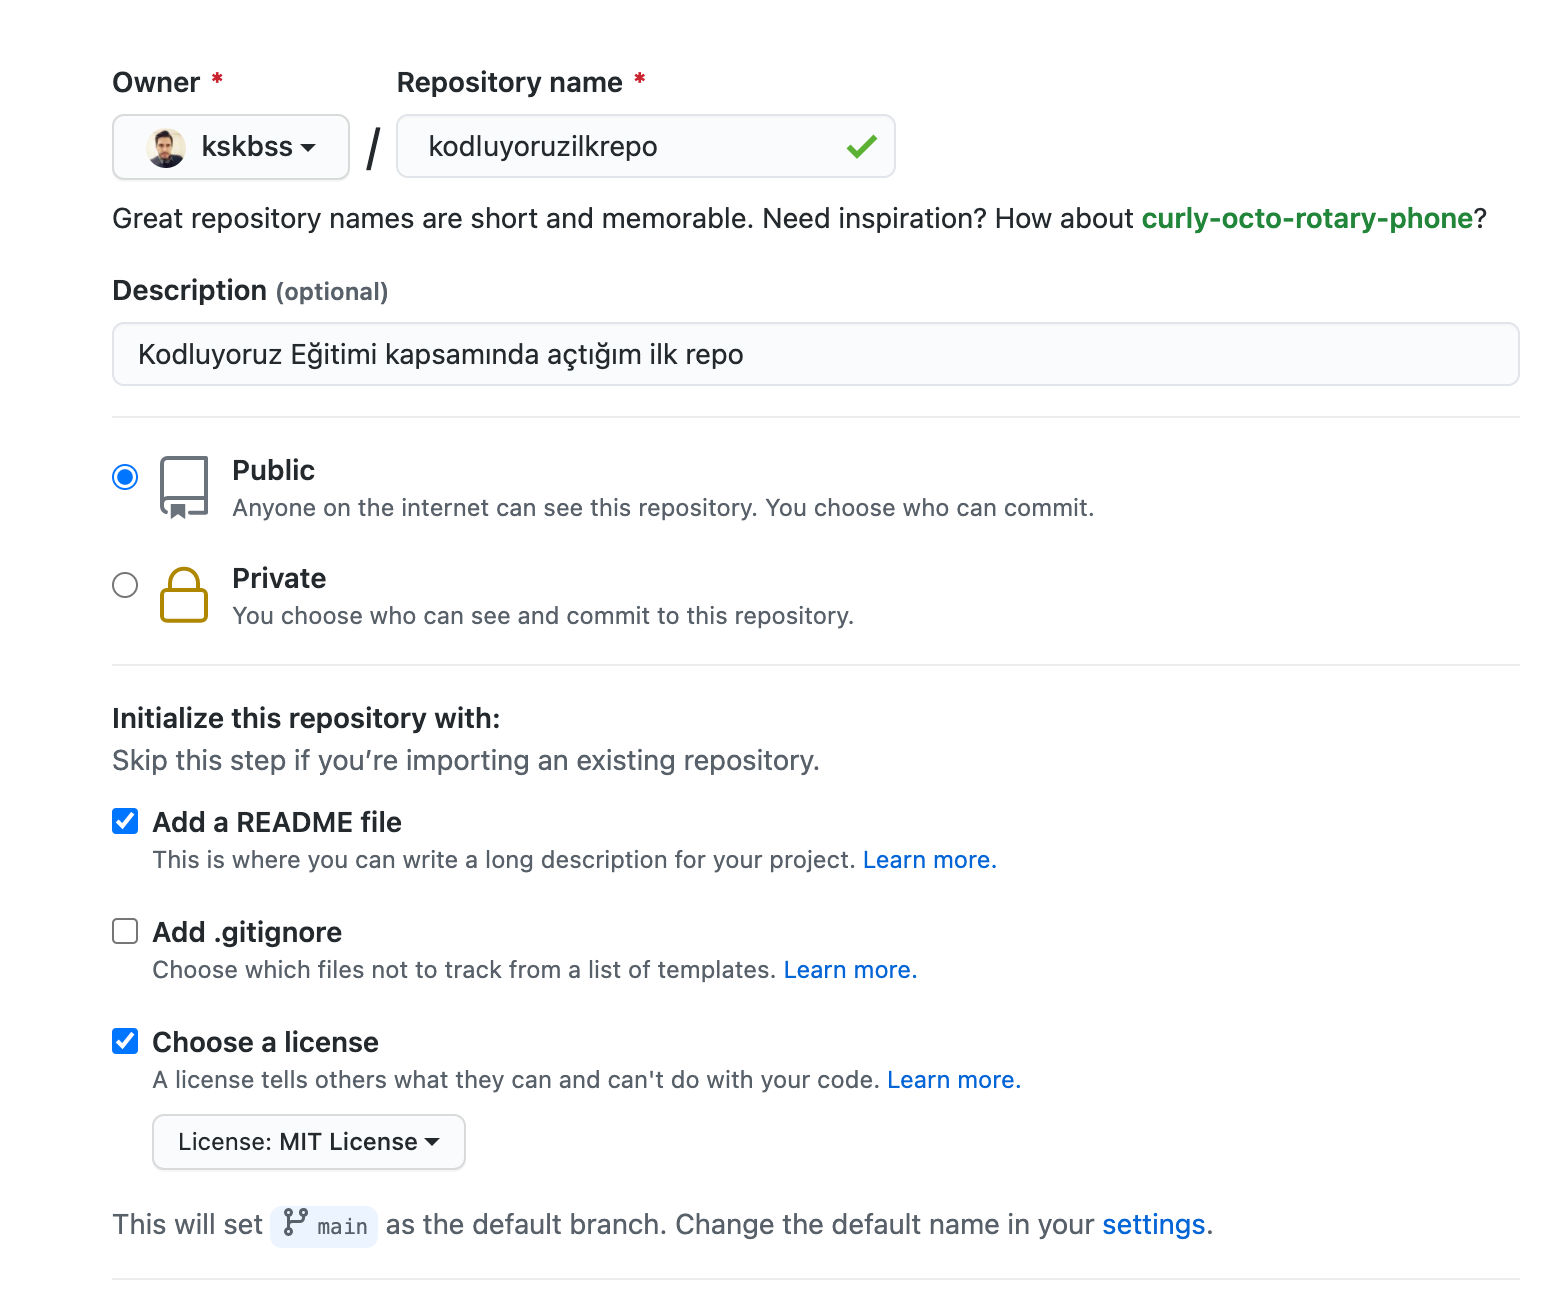 Owner * Repository name *
kskbss / kodluyoruzilkrepo
Great repository names are short and memorable. Need inspiration? How about curly-octo-rotary-phone?
Description (optional)
Kodluyoruz Eğitimi kapsamında açtığım ilk repo
Public
Anyone on the internet can see this repository. You choose who can commit.
Private
You choose who can see and commit to this repository.
Initialize this repository with:
Skip this step if you’re importing an existing repository.
Add a README file
This is where you can write a long description for your project. Learn more.
Add .gitignore
Choose which files not to track from a list of templates. Learn more.
Choose a license
A license tells others what they can and can't do with your code. Learn more.
License: MIT License
This will set main as the default branch. Change the default name in your settings.